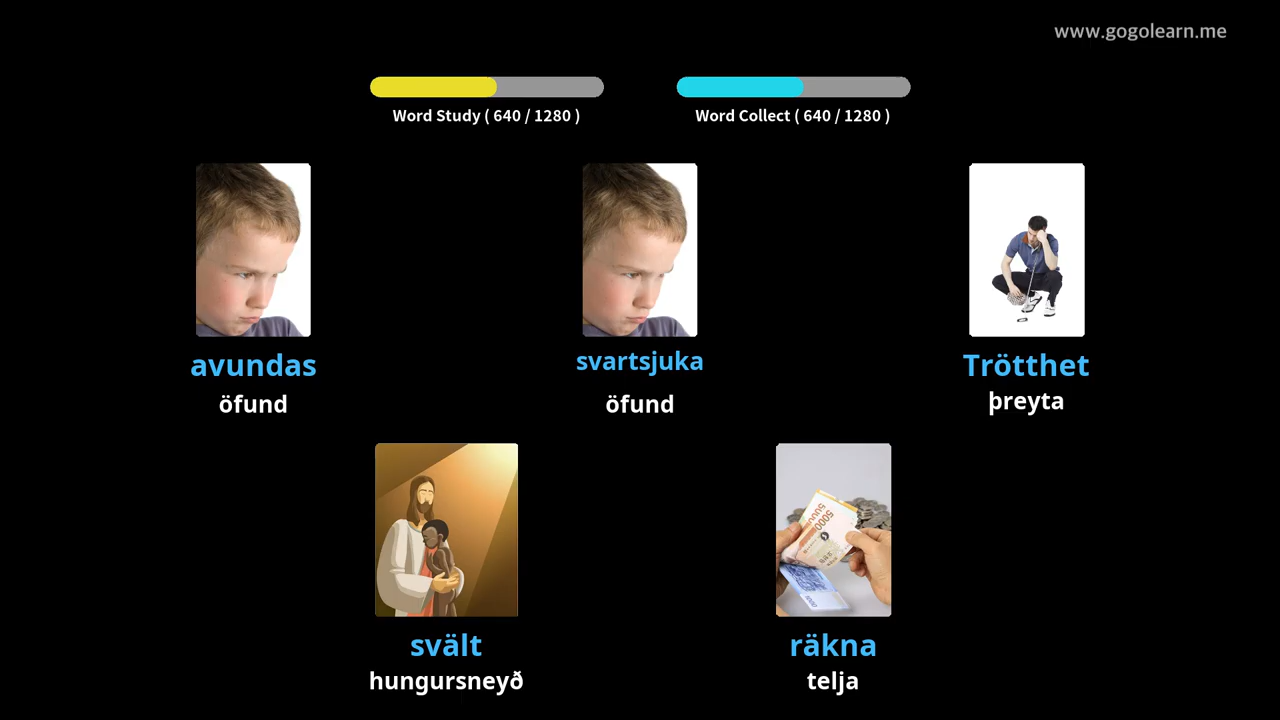 www.gogolearn.me
Word Study ( 640 / 1280 )
Word Collect ( 640 / 1280 )
avundas
öfund
svartsjuka
öfund
Trötthet
þreyta
svält
hungursneyð
räkna
telja
5000